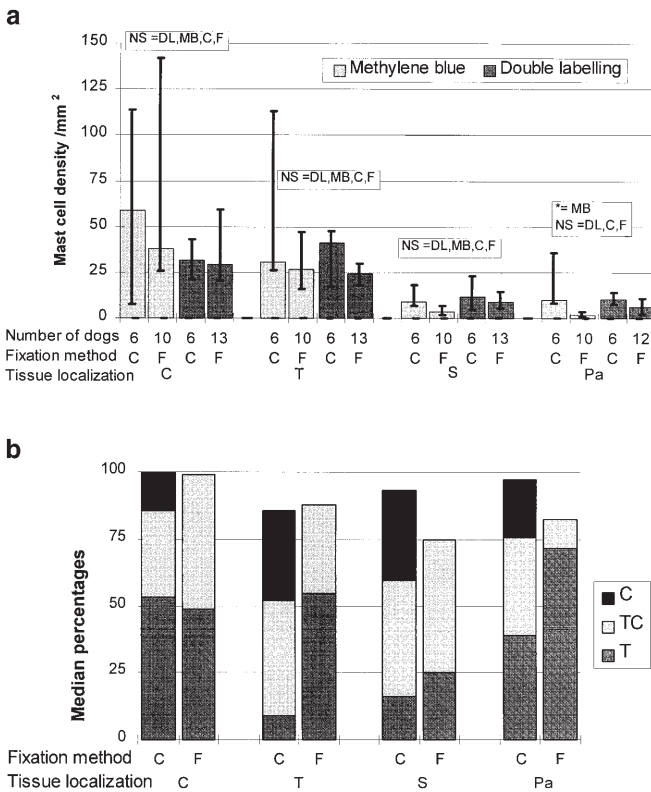 a
NS =DL,MB,C,F
150
Methylene blue Double labelling
125
100
NS =DL,MB,C,F
75
*= MB
NS =DL,C,F
NS =DL,MB,C,F
50
25
0
Mast cell density /mm2
Number of dogs 6 10 6 13 6 10 6 13 6 10 6 13 6 10 6 12
Fixation method C F C F C F C F C F C F C F C F
Tissue localization C T S Pa
b
100
75
50
25
0
Median percentages
C
TC
T
Fixation method C F C F C F C F
Tissue localization C T S Pa